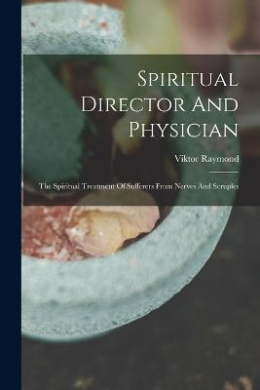 Spiritual
Director And
Physician
Viktor Raymond
The Spiritual Treatment Of Sufferers From Nerves And Scruples